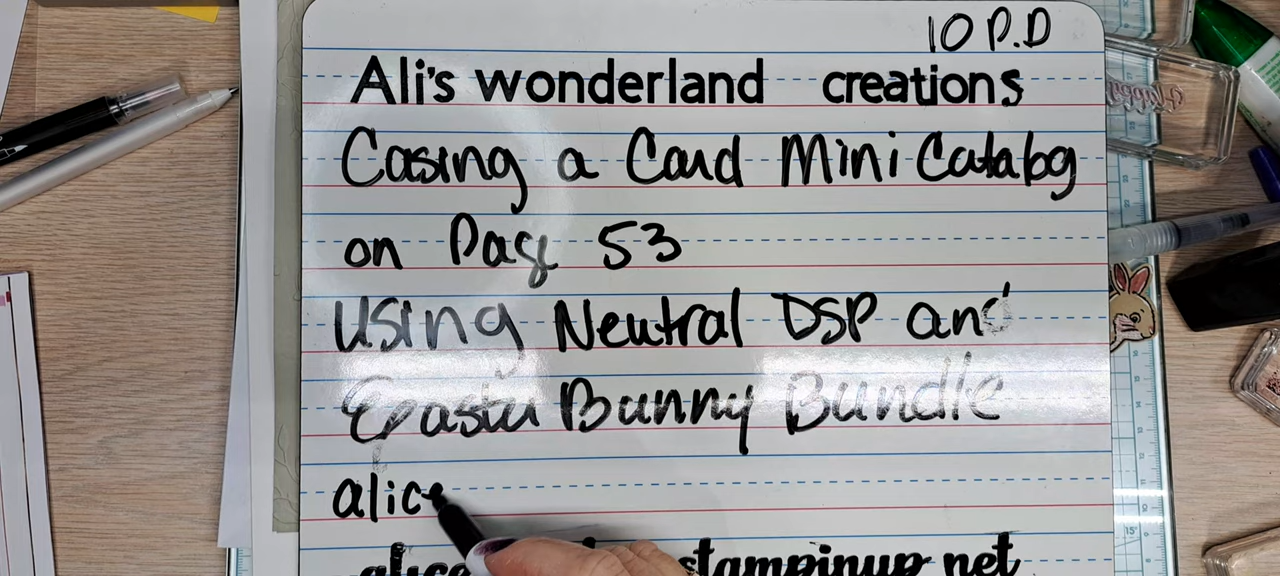 10 P.D
Ali's wonderland creations
Casing a Card Mini Catalog
on Page 53
Using Neutral DSP and
Easter Bunny Bundle
alice
alice stampinup.net